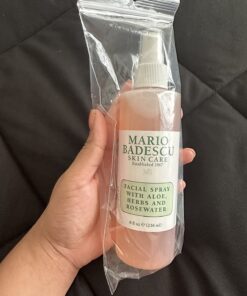 MARIO
BADESCU
SKIN CARE
Established 1967
FACIAL SPRAY
WITH ALOE,
HERBS AND
ROSEWATER